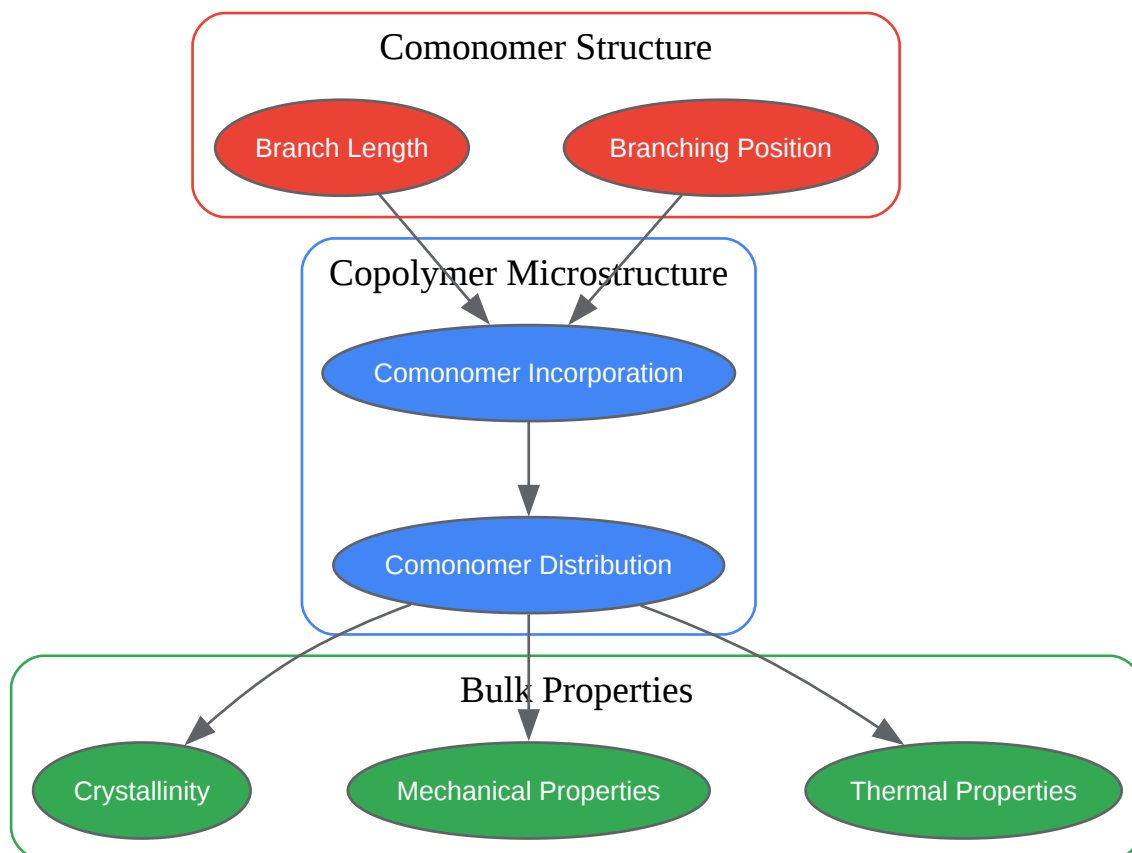 Comonomer Structure
Branch Length
Branching Position
Copolymer Microstructure
Comonomer Incorporation
Comonomer Distribution
Bulk Properties
Crystallinity
Mechanical Properties
Thermal Properties